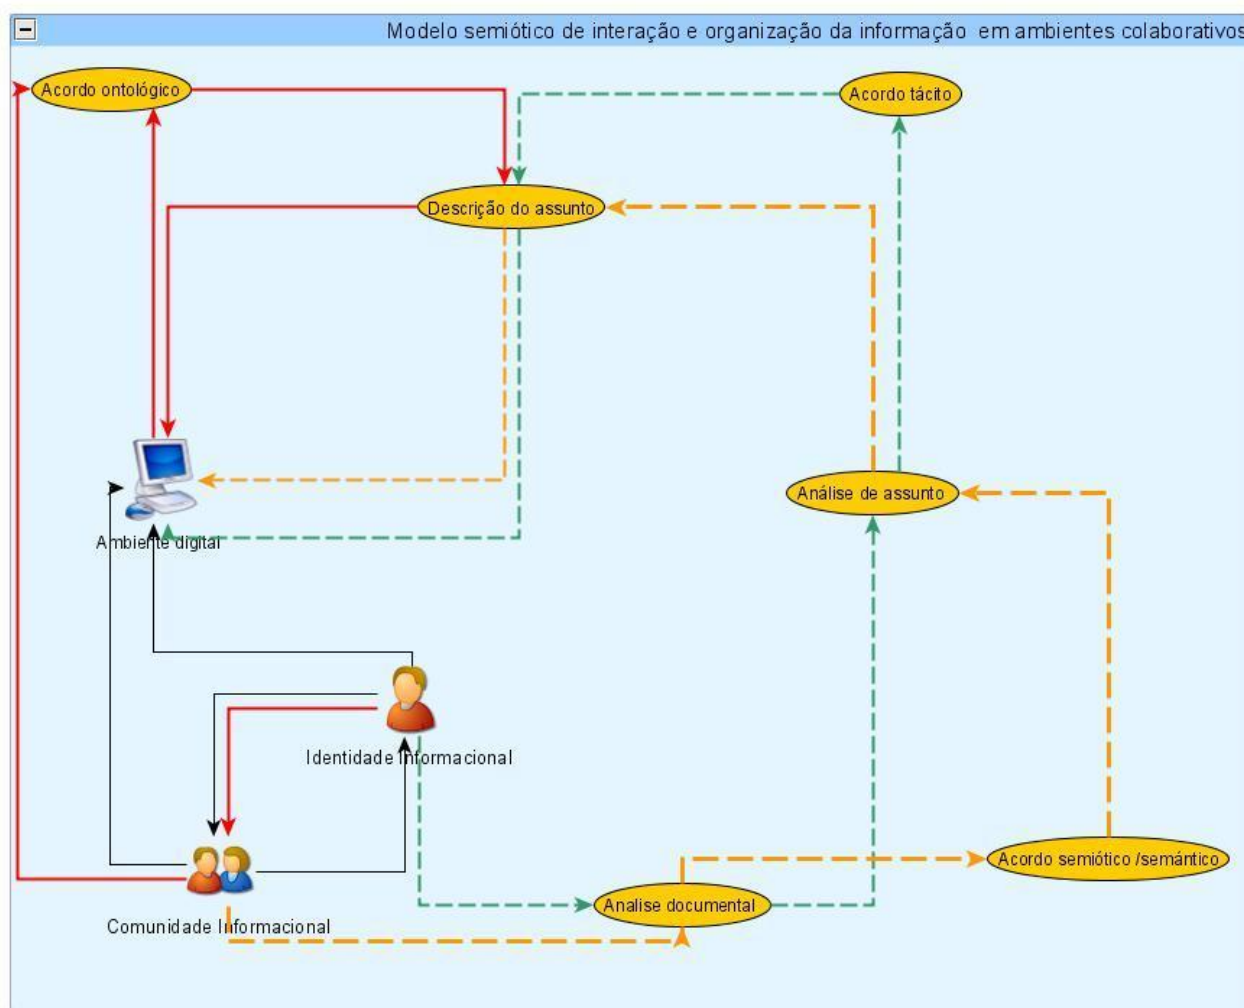 Modelo semiótico de interação e organização da informação em ambientes colaborativos
Acordo ontológico
Acordo tácito
Descrição do assunto
Análise de assunto
Ambiente digital
Identidade Informacional
Acordo semiótico /semántico
Analise documental
Comunidade Informacional